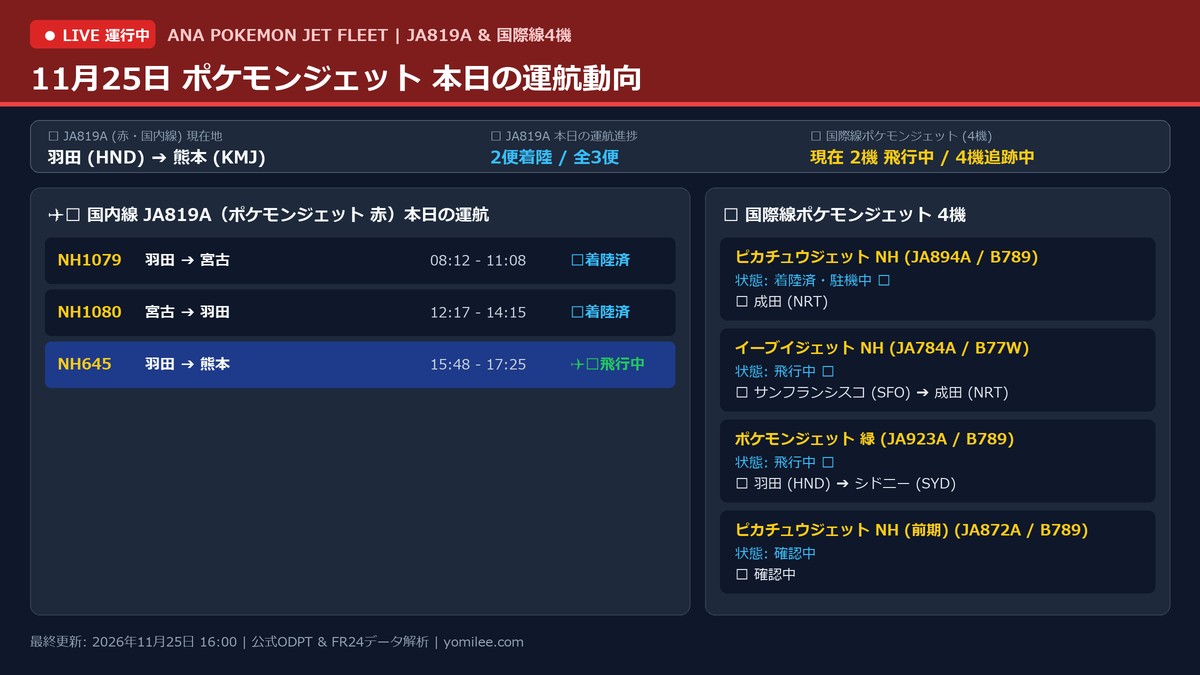 ● LIVE 運行中 ANA POKEMON JET FLEET | JA819A & 国際線4機
11月25日 ポケモンジェット 本日の運航動向
□ JA819A (赤・国内線) 現在地
羽田 (HND) → 熊本 (KMJ)
□ JA819A 本日の運航進捗
2便着陸 / 全3便
□ 国際線ポケモンジェット (4機)
現在 2機 飛行中 / 4機追跡中
✈□ 国内線 JA819A（ポケモンジェット 赤）本日の運航
NH1079 羽田 → 宮古 08:12 - 11:08 □着陸済
NH1080 宮古 → 羽田 12:17 - 14:15 □着陸済
NH645 羽田 → 熊本 15:48 - 17:25 ✈□飛行中
□ 国際線ポケモンジェット 4機
ピカチュウジェット NH (JA894A / B789)
状態: 着陸済・駐機中 □
□ 成田 (NRT)
イーブイジェット NH (JA784A / B77W)
状態: 飛行中 □
□ サンフランシスコ (SFO) → 成田 (NRT)
ポケモンジェット 緑 (JA923A / B789)
状態: 飛行中 □
□ 羽田 (HND) → シドニー (SYD)
ピカチュウジェット NH (前期) (JA872A / B789)
状態: 確認中
□ 確認中
最終更新: 2026年11月25日 16:00 | 公式ODPT & FR24データ解析 | yomilee.com